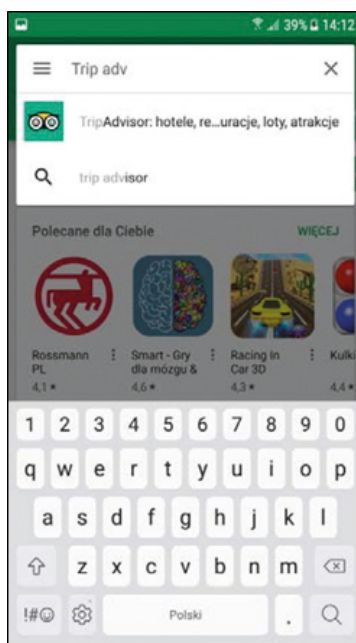 39% 14:12
Trip adv
TripAdvisor: hotele, re...uracje, loty, atrakcje
trip advisor
Polecane dla Ciebie WIĘCEJ
Rossmann Smart - Gry Racing In Kulki
PL dla mózgu & Car 3D
4,1 ★ 4,6 ★ 4,3 ★ 4,4 ★
1 2 3 4 5 6 7 8 9 0
q w e r t y u i o p
a s d f g h j k l
z x c v b n m
!#☺ Polski .